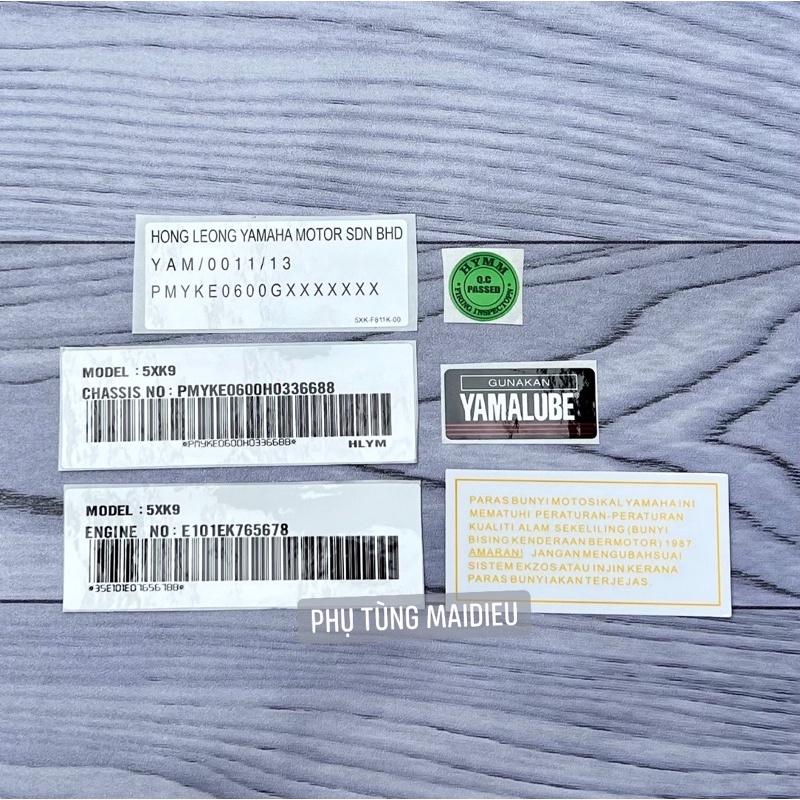 HONG LEONG YAMAHA MOTOR SDN BHD
YAM/0011/13
PMYKE0600GXXXXXXX
5XK-F811K-00
HYMM
Q.C
PASSED
MODEL : 5XK9
CHASSIS NO : PMYKE0600H0336688
*PMYKE0600H0336688*
HLYM
GUNAKAN
YAMALUBE
MODEL : 5XK9
ENGINE NO : E101EK765678
PARAS BUNYI MOTOSIKAL YAMAHA INI
MEMATUHI PERATURAN-PERATURAN
KUALITI ALAM SEKELILING (BUNYI
BISING KENDERAAN BERMOTOR) 1987
AMARAN! JANGAN MENGUBAHSUAI
SISTEM EKZOS ATAU INJIN KERANA
PARAS BUNYI AKAN TERJEJAS.
PHỤ TÙNG MAIDIEU